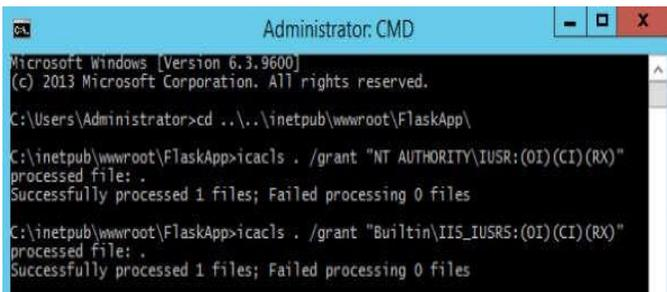 Administrator: CMD
Microsoft Windows [Version 6.3.9600]
(c) 2013 Microsoft Corporation. All rights reserved.
C:\Users\Administrator>cd ..\..\inetpub\wwwroot\FlaskApp\
C:\inetpub\wwwroot\FlaskApp>icacls . /grant "NT AUTHORITY\IUSR:(OI)(CI)(RX)"
processed file: .
Successfully processed 1 files; Failed processing 0 files
C:\inetpub\wwwroot\FlaskApp>icacls . /grant "Builtin\IIS_IUSRS:(OI)(CI)(RX)"
processed file: .
Successfully processed 1 files; Failed processing 0 files